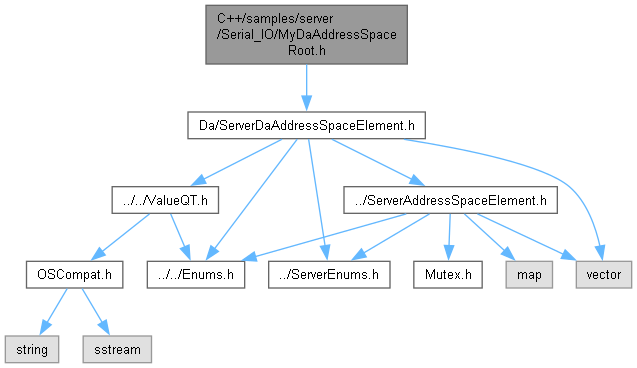 C++/samples/server
/Serial_IO/MyDaAddressSpace
Root.h
Da/ServerDaAddressSpaceElement.h
../../ValueQT.h
../ServerAddressSpaceElement.h
OSCompat.h
../../Enums.h
../ServerEnums.h
Mutex.h
map
vector
string
sstream